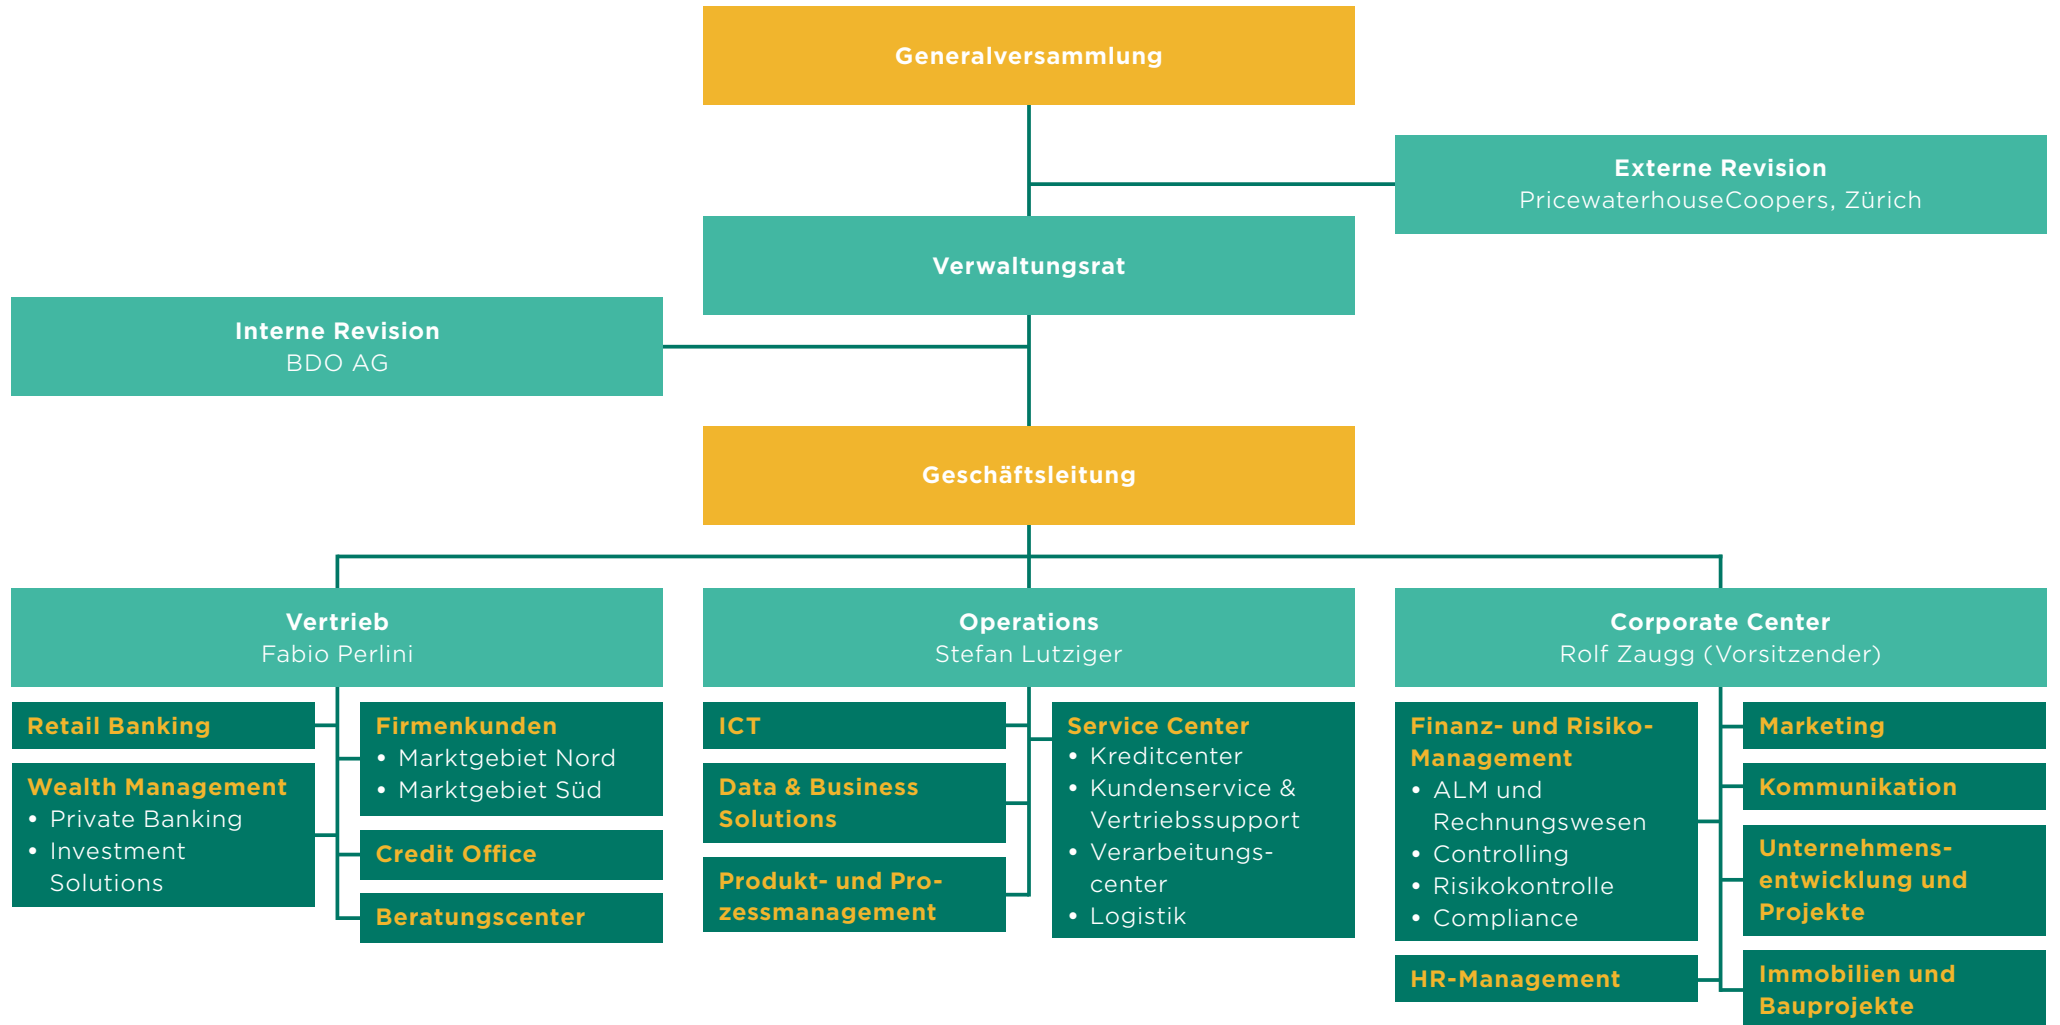 Generalversammlung
Externe Revision
PricewaterhouseCoopers, Zürich
Verwaltungsrat
Interne Revision
BDO AG
Geschäftsleitung
Vertrieb
Fabio Perlini
Retail Banking
Wealth Management
• Private Banking
• Investment
Solutions
Firmenkunden
• Marktgebiet Nord
• Marktgebiet Süd
Credit Office
Beratungscenter
Operations
Stefan Lutziger
ICT
Data & Business
Solutions
Produkt- und Pro-
zessmanagement
Service Center
• Kreditcenter
• Kundenservice &
Vertriebssupport
• Verarbeitungs-
center
• Logistik
Corporate Center
Rolf Zaugg (Vorsitzender)
Finanz- und Risiko-
Management
• ALM und
Rechnungswesen
• Controlling
• Risikokontrolle
• Compliance
HR-Management
Marketing
Kommunikation
Unternehmens-
entwicklung und
Projekte
Immobilien und
Bauprojekte